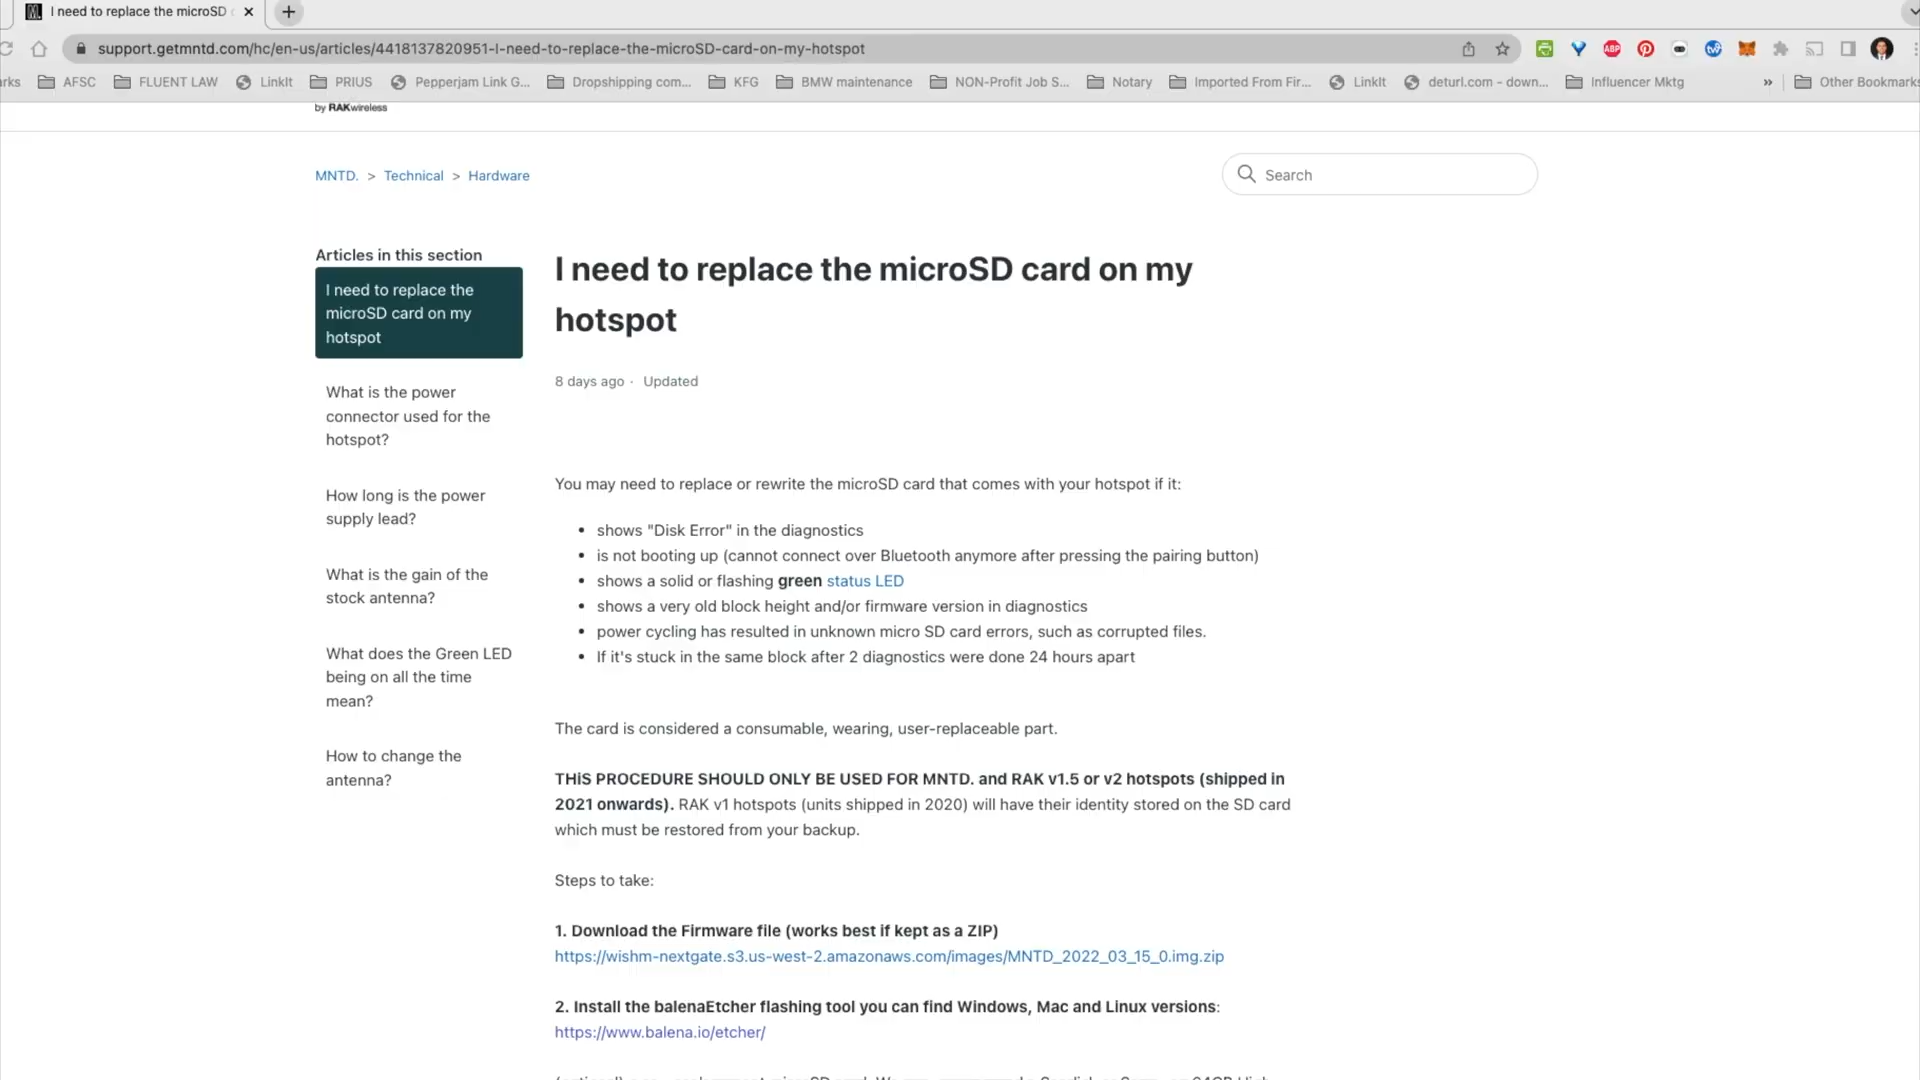 I need to replace the microSD
support.getmntd.com/hc/en-us/articles/4418137820951-I-need-to-replace-the-microSD-card-on-my-hotspot
ABP
rks AFSC FLUENT LAW LinkIt PRIUS Pepperjam Link G... Dropshipping com... KFG BMW maintenance NON-Profit Job S... Notary Imported From Fir... LinkIt deturl.com - down... Influencer Mktg » Other Bookmarks
by RAKwireless
MNTD. > Technical > Hardware
Search
Articles in this section
I need to replace the
microSD card on my
hotspot
What is the power
connector used for the
hotspot?
How long is the power
supply lead?
What is the gain of the
stock antenna?
What does the Green LED
being on all the time
mean?
How to change the
antenna?
I need to replace the microSD card on my
hotspot
8 days ago · Updated
You may need to replace or rewrite the microSD card that comes with your hotspot if it:
• shows "Disk Error" in the diagnostics
• is not booting up (cannot connect over Bluetooth anymore after pressing the pairing button)
• shows a solid or flashing green status LED
• shows a very old block height and/or firmware version in diagnostics
• power cycling has resulted in unknown micro SD card errors, such as corrupted files.
• If it's stuck in the same block after 2 diagnostics were done 24 hours apart
The card is considered a consumable, wearing, user-replaceable part.
THiS PROCEDURE SHOULD ONLY BE USED FOR MNTD. and RAK v1.5 or v2 hotspots (shipped in
2021 onwards). RAK v1 hotspots (units shipped in 2020) will have their identity stored on the SD card
which must be restored from your backup.
Steps to take:
1. Download the Firmware file (works best if kept as a ZIP)
https://wishm-nextgate.s3.us-west-2.amazonaws.com/images/MNTD_2022_03_15_0.img.zip
2. Install the balenaEtcher flashing tool you can find Windows, Mac and Linux versions:
https://www.balena.io/etcher/